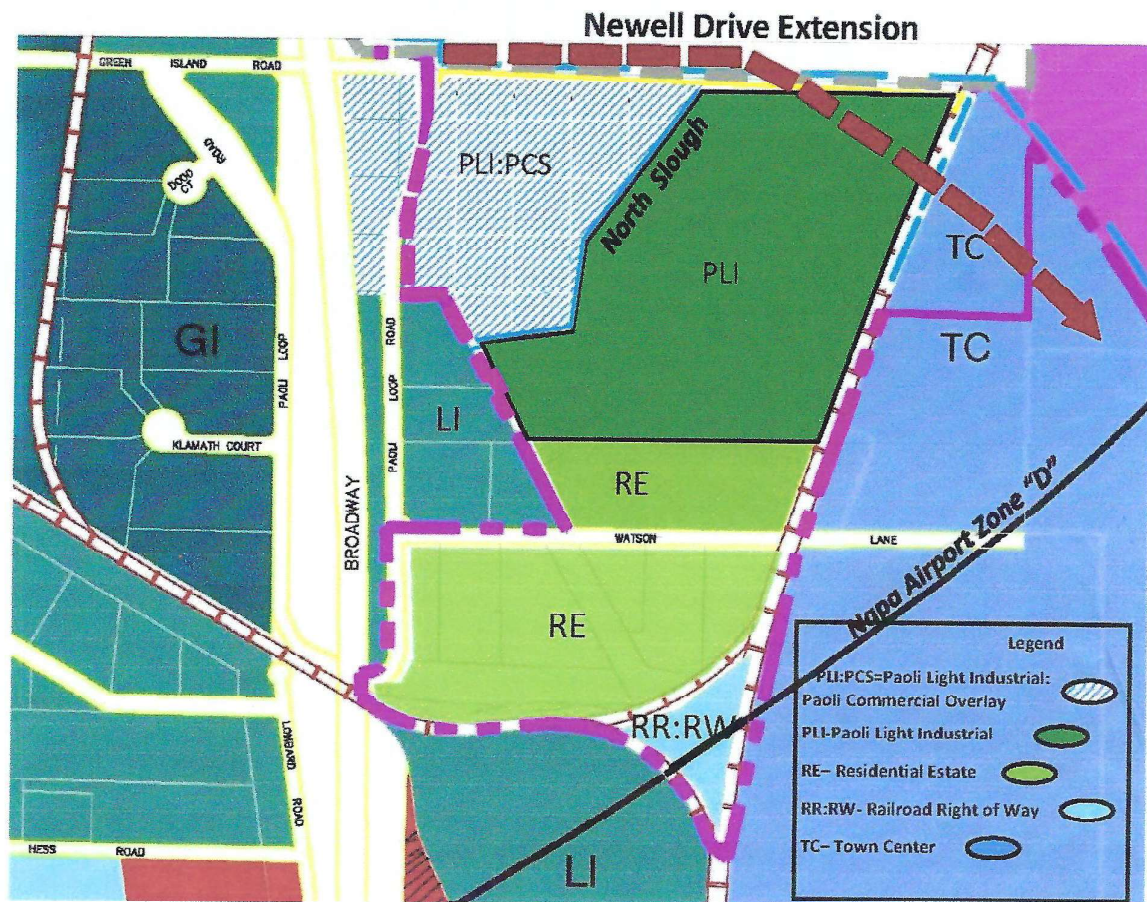 Newell Drive Extension
GREEN ISLAND ROAD
ROAD
DODD
CT
PLI:PCS
North Slough
PLI
TC
TC
GI
PAOLI LOOP
PAOLI LOOP ROAD
LI
KLAMATH COURT
BROADWAY
RE
WATSON LANE
Napa Airport Zone "D"
RE
RR:RW
LOMBARD ROAD
LI
HESS ROAD
Legend
PLI:PCS=Paoli Light Industrial:
Paoli Commercial Overlay
PLI-Paoli Light Industrial
RE– Residential Estate
RR:RW- Railroad Right of Way
TC– Town Center